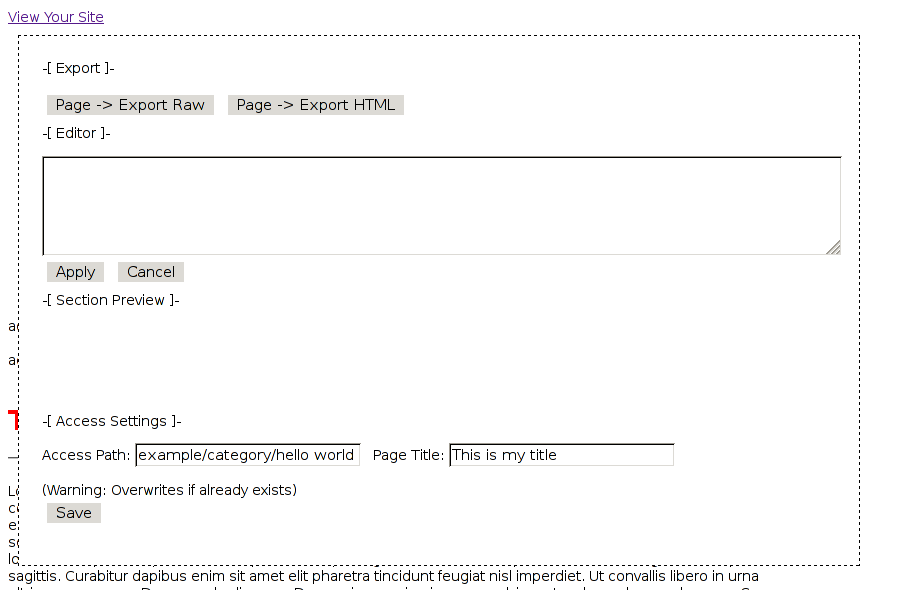 View Your Site
-[ Export ]-
Page -> Export Raw Page -> Export HTML
-[ Editor ]-
Apply Cancel
-[ Section Preview ]-
-[ Access Settings ]-
Access Path: example/category/hello world Page Title: This is my title
(Warning: Overwrites if already exists)
Save
sagittis. Curabitur dapibus enim sit amet elit pharetra tincidunt feugiat nisl imperdiet. Ut convallis libero in urna